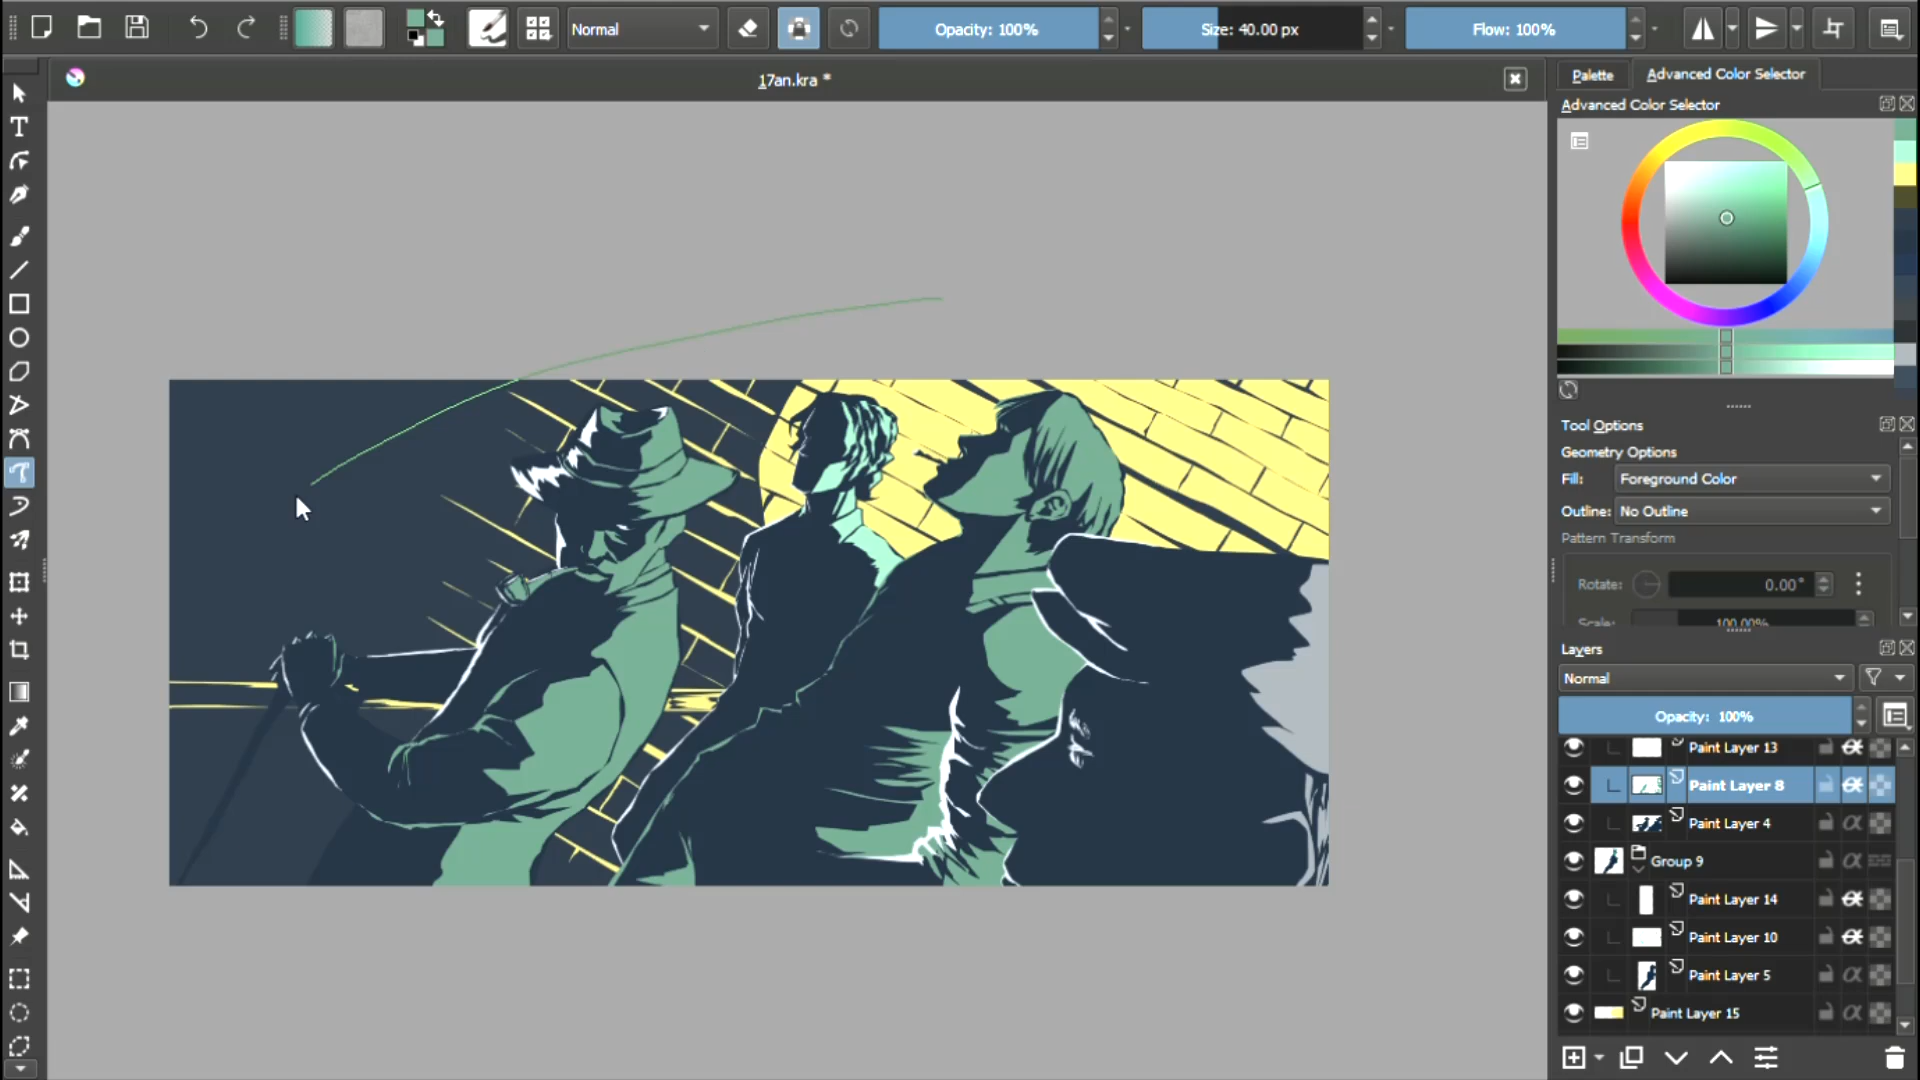 Normal
Opacity: 100%
Size: 40.00 px
Flow: 100%
17an.kra *
Palette
Advanced Color Selector
Advanced Color Selector
Tool Options
Geometry Options
Fill: Foreground Color
Outline: No Outline
Pattern Transform
Rotate: 0.00°
Scale: 100.00%
Layers
Normal
Opacity: 100%
Paint Layer 13
Paint Layer 8
Paint Layer 4
Group 9
Paint Layer 14
Paint Layer 10
Paint Layer 5
Paint Layer 15